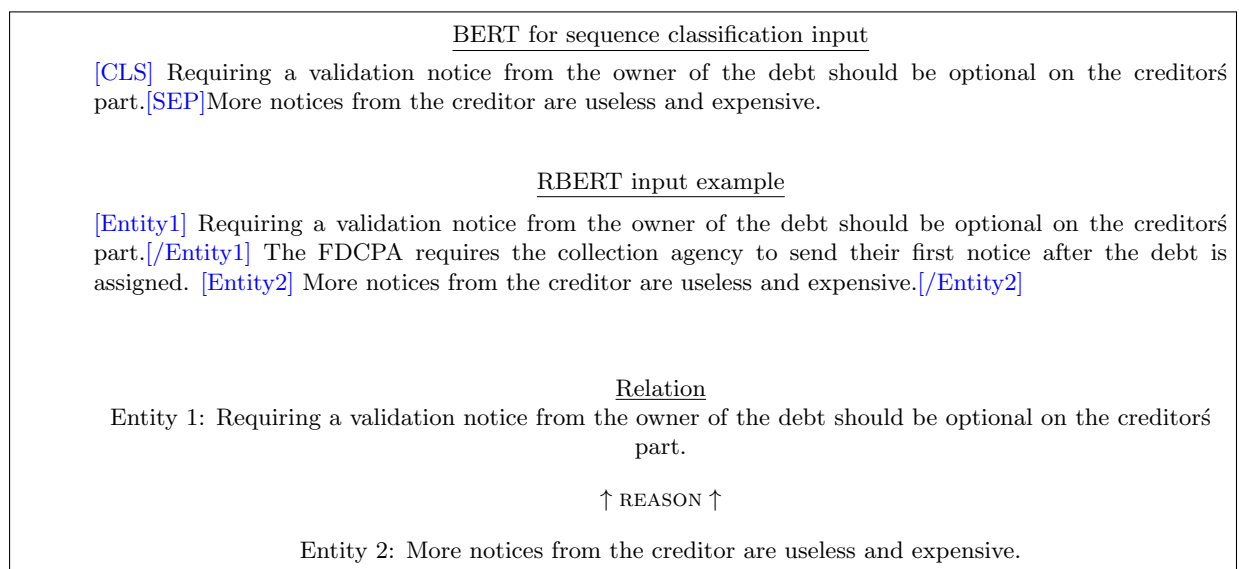 BERT for sequence classification input
[CLS] Requiring a validation notice from the owner of the debt should be optional on the creditorś
part.[SEP]More notices from the creditor are useless and expensive.
RBERT input example
[Entity1] Requiring a validation notice from the owner of the debt should be optional on the creditorś
part.[/Entity1] The FDCPA requires the collection agency to send their first notice after the debt is
assigned. [Entity2] More notices from the creditor are useless and expensive.[/Entity2]
Relation
Entity 1: Requiring a validation notice from the owner of the debt should be optional on the creditorś
part.
↑ REASON ↑
Entity 2: More notices from the creditor are useless and expensive.